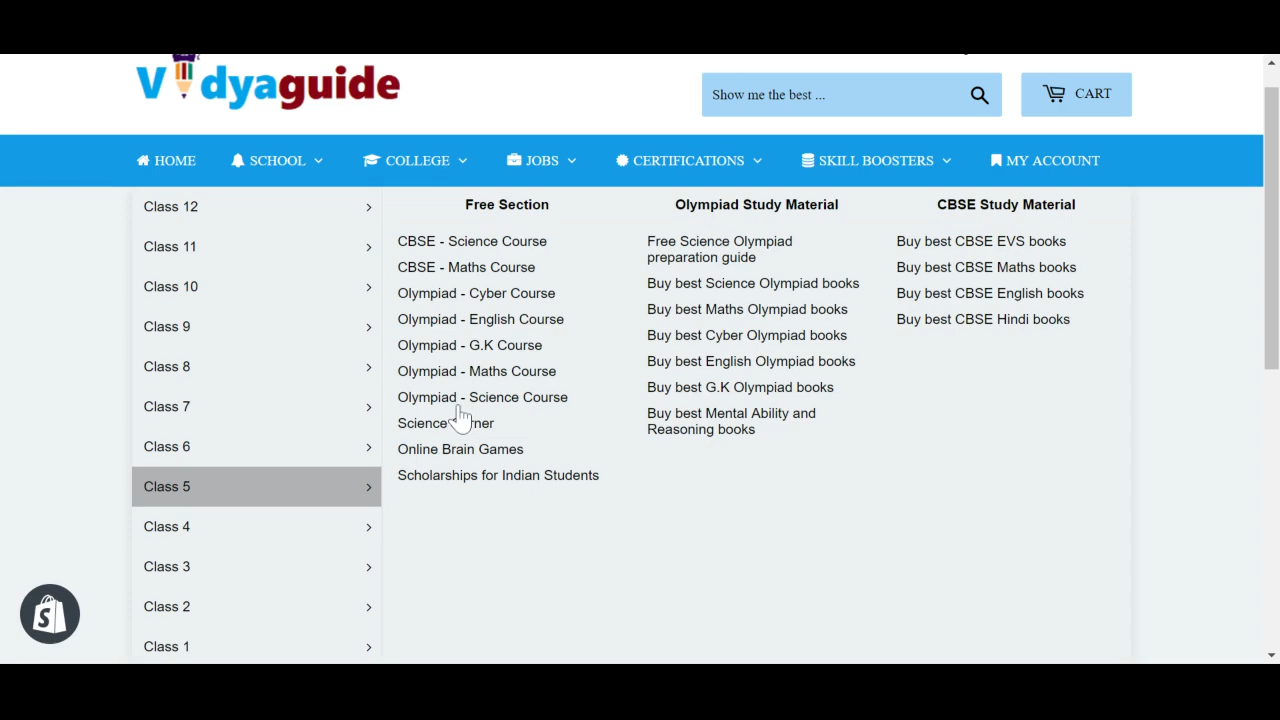 Vidyaguide
Show me the best ...
CART
HOME
SCHOOL
COLLEGE
JOBS
CERTIFICATIONS
SKILL BOOSTERS
MY ACCOUNT
Class 12
Class 11
Class 10
Class 9
Class 8
Class 7
Class 6
Class 5
Class 4
Class 3
Class 2
Class 1
Free Section
CBSE - Science Course
CBSE - Maths Course
Olympiad - Cyber Course
Olympiad - English Course
Olympiad - G.K Course
Olympiad - Maths Course
Olympiad - Science Course
Science
Online Brain Games
Scholarships for Indian Students
Olympiad Study Material
Free Science Olympiad
preparation guide
Buy best Science Olympiad books
Buy best Maths Olympiad books
Buy best Cyber Olympiad books
Buy best English Olympiad books
Buy best G.K Olympiad books
Buy best Mental Ability and
Reasoning books
CBSE Study Material
Buy best CBSE EVS books
Buy best CBSE Maths books
Buy best CBSE English books
Buy best CBSE Hindi books